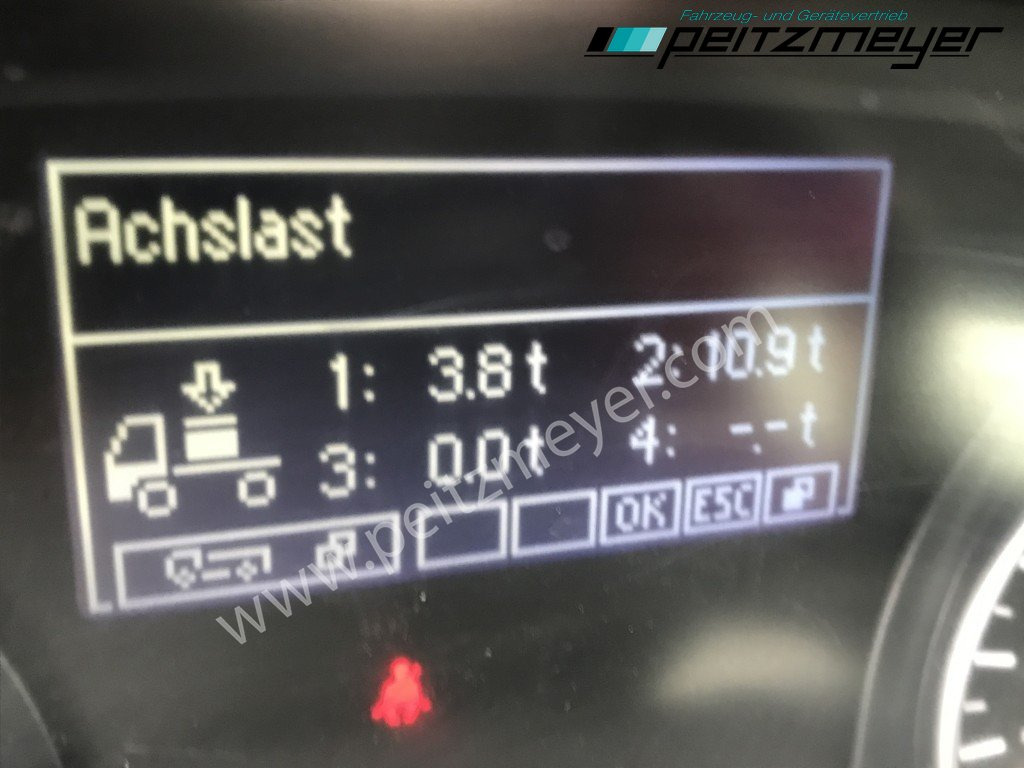 Fahrzeug- und Gerätevertrieb
peitzmeyer
Achslast
1: 3.8 t 2: 10.9 t
3: 0.0 t 4: -.- t
OK ESC
www.peitzmeyer.com